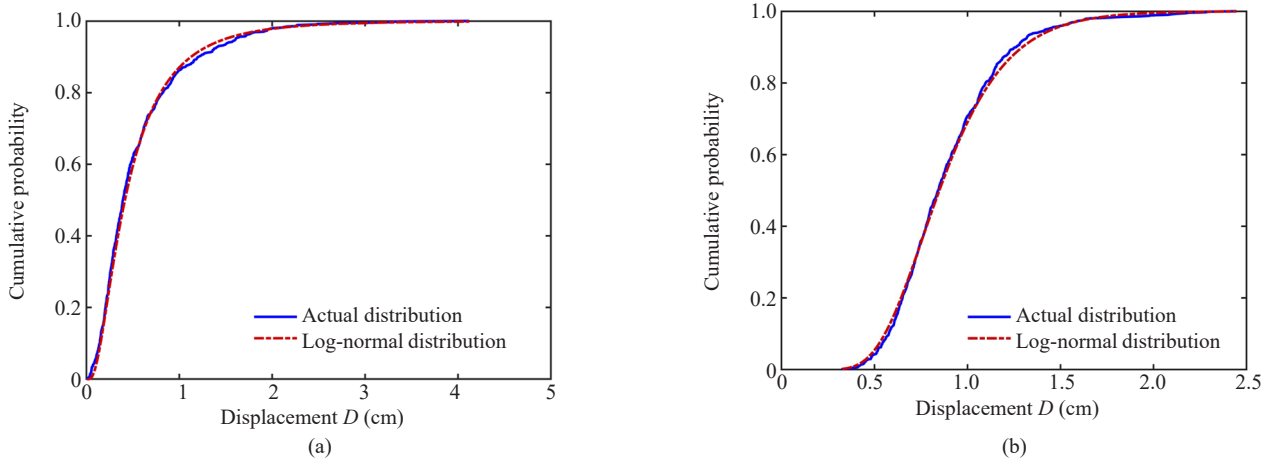 1.0
0.8
0.6
0.4
0.2
0
Cumulative probability
Actual distribution
Log-normal distribution
0 1 2 3 4 5
Displacement D (cm)
(a)
1.0
0.8
0.6
0.4
0.2
0
Cumulative probability
Actual distribution
Log-normal distribution
0 0.5 1.0 1.5 2.0 2.5
Displacement D (cm)
(b)